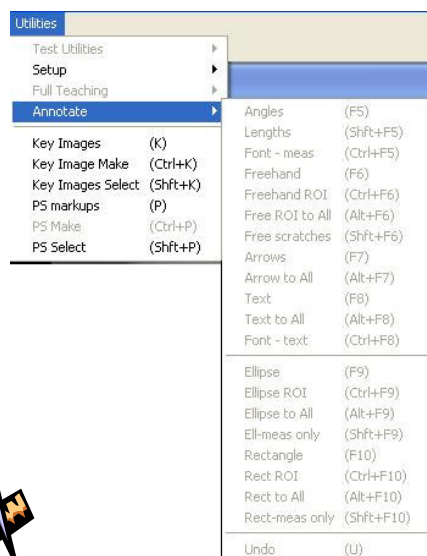 Utilities
Test Utilities
Setup
Full Teaching
Annotate
Key Images (K)
Key Image Make (Ctrl+K)
Key Images Select (Shft+K)
PS markups (P)
PS Make (Ctrl+P)
PS Select (Shft+P)
Angles (F5)
Lengths (Shft+F5)
Font - meas (Ctrl+F5)
Freehand (F6)
Freehand ROI (Ctrl+F6)
Free ROI to All (Alt+F6)
Free scratches (Shft+F6)
Arrows (F7)
Arrow to All (Alt+F7)
Text (F8)
Text to All (Alt+F8)
Font - text (Ctrl+F8)
Ellipse (F9)
Ellipse ROI (Ctrl+F9)
Ellipse to All (Alt+F9)
Ell-meas only (Shft+F9)
Rectangle (F10)
Rect ROI (Ctrl+F10)
Rect to All (Alt+F10)
Rect-meas only (Shft+F10)
Undo (U)